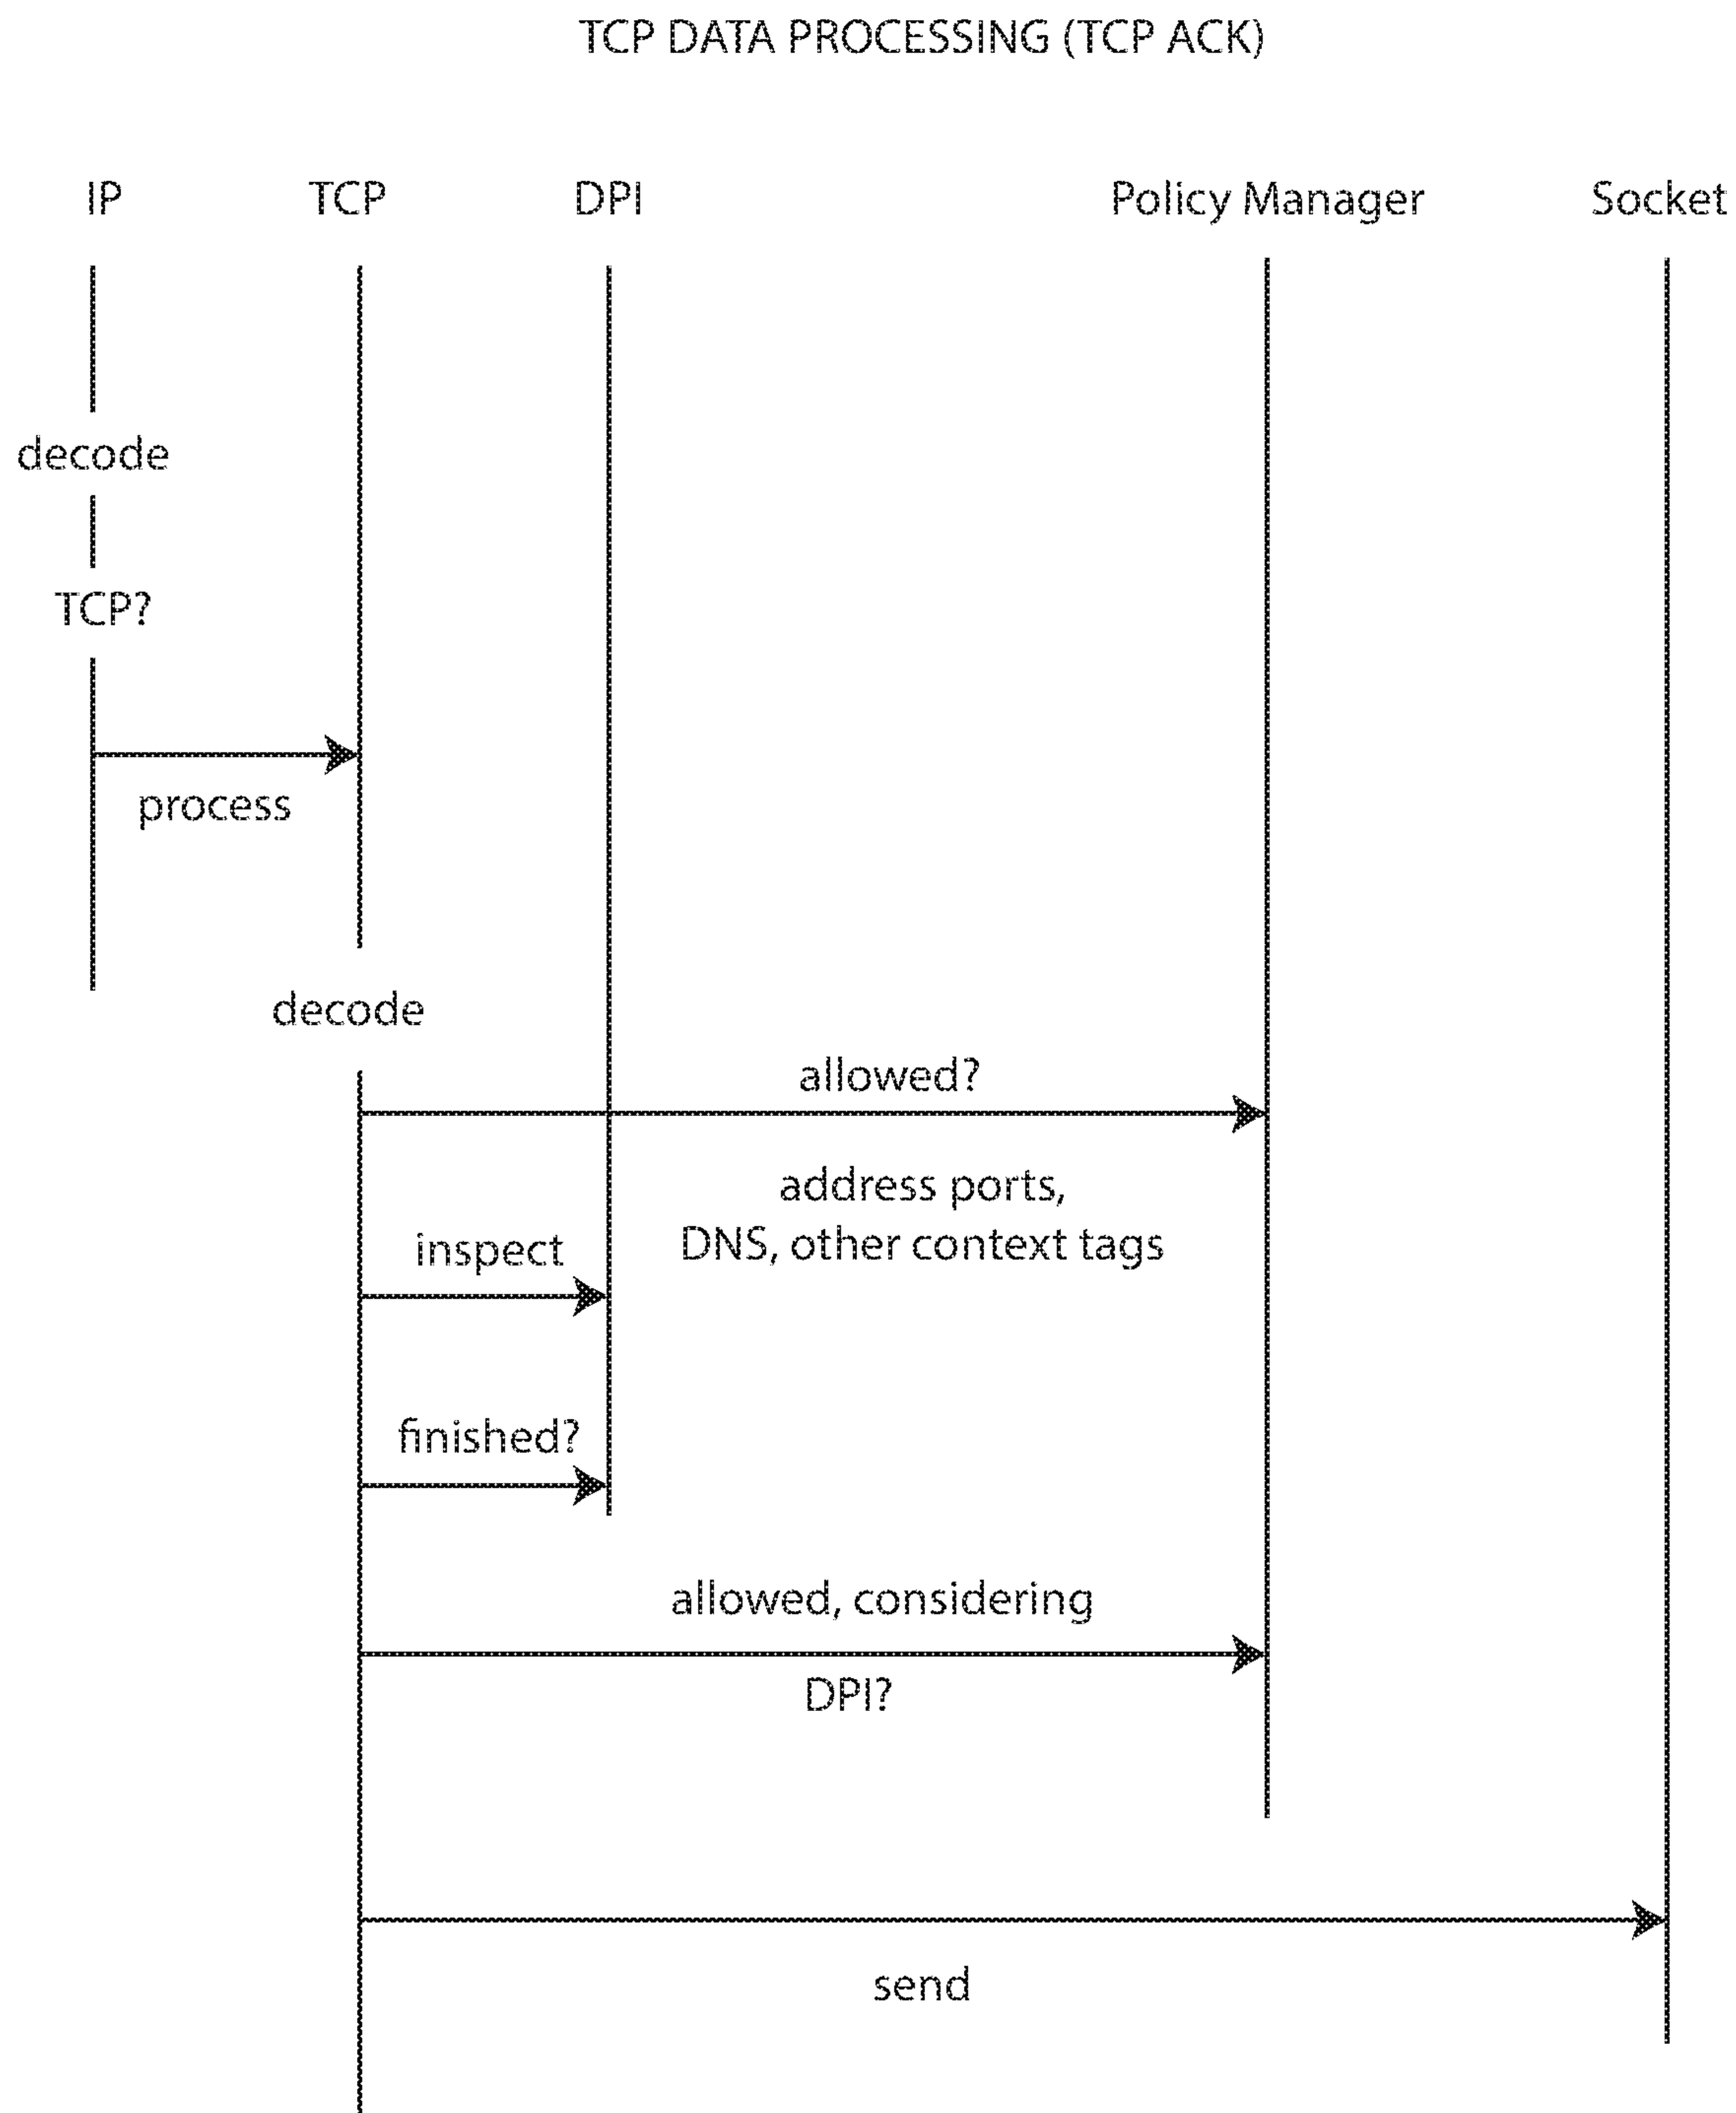 TCP DATA PROCESSING (TCP ACK)
IP TCP DPI Policy Manager Socket
decode
TCP?
process
decode
allowed?
address ports,
DNS, other context tags
inspect
finished?
allowed, considering
DPI?
send